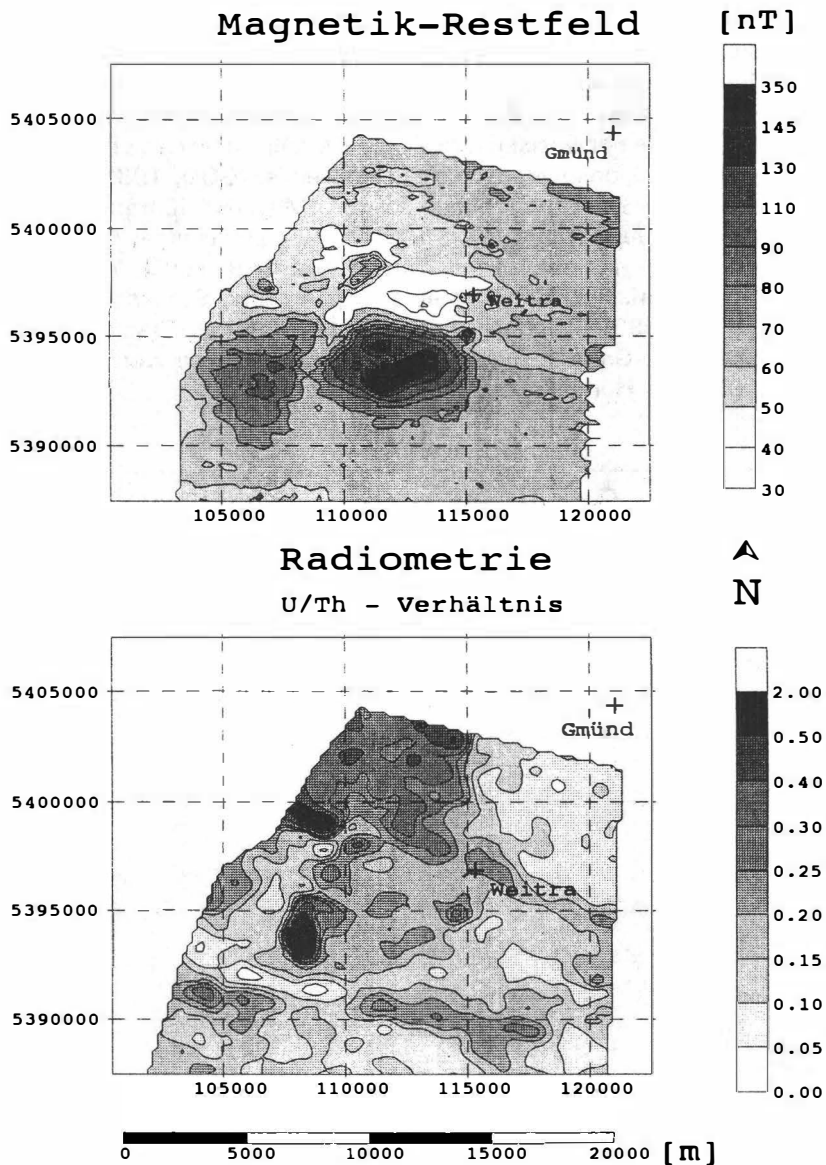 Magnetik-Restfeld [nT]
350
5405000
145
Gmünd
130
110
5400000
90
80
Weitra
5395000
70
60
50
5390000
40
30
105000 110000 115000 120000
Radiometrie
U/Th - Verhältnis
N
5405000
2.00
Gmünd
0.50
0.40
5400000
0.30
0.25
Weitra
5395000
0.20
0.15
0.10
5390000
0.05
0.00
105000 110000 115000 120000
0 5000 10000 15000 20000 [m]